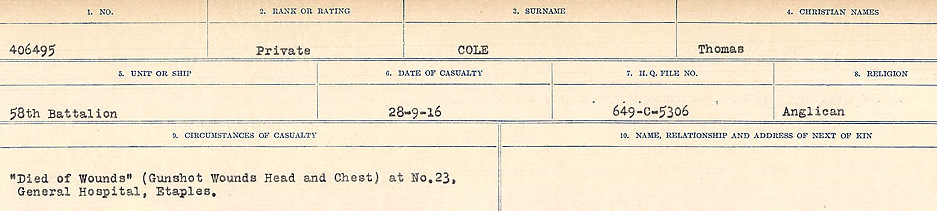 1. NO. 2. RANK OR RATING 3. SURNAME 4. CHRISTIAN NAMES
406495 Private COLE Thomas
5. UNIT OR SHIP 6. DATE OF CASUALTY 7. H.Q. FILE NO. 8. RELIGION
58th Battalion 28-9-16 649-C-5306 Anglican
9. CIRCUMSTANCES OF CASUALTY 10. NAME, RELATIONSHIP AND ADDRESS OF NEXT OF KIN
"Died of Wounds" (Gunshot Wounds Head and Chest) at No.23,
General Hospital, Etaples.